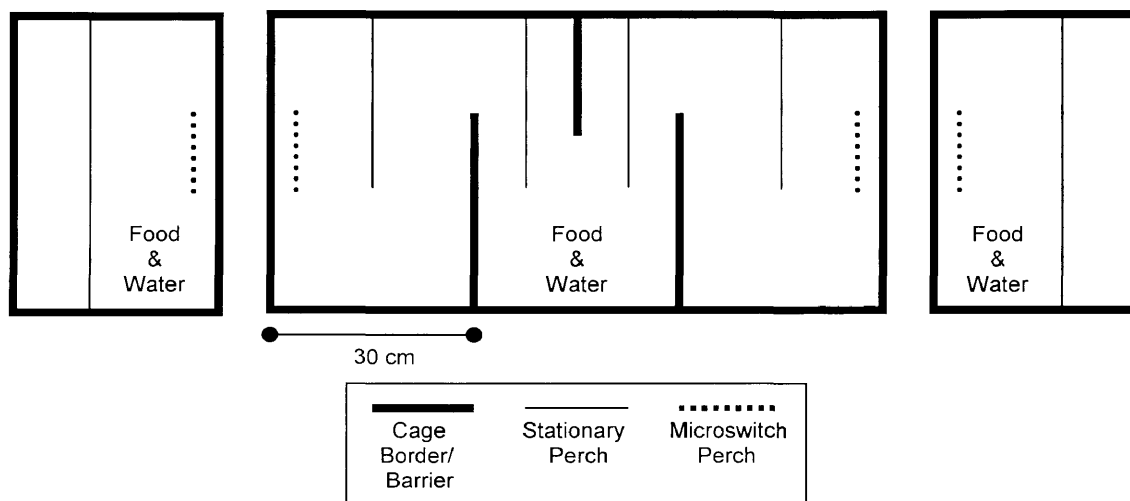 Food
&
Water
Food
&
Water
Food
&
Water
30 cm
Cage
Border/
Barrier
Stationary
Perch
Microswitch
Perch